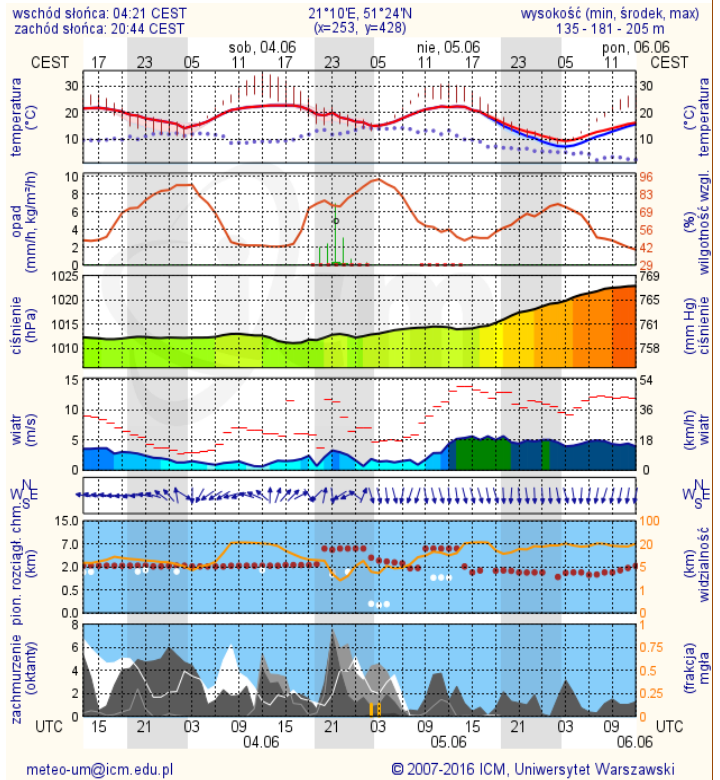 wschód słońca: 04:21 CEST 21°10'E, 51°24'N wysokość (min, środek, max)
zachód słońca: 20:44 CEST (x=253, y=428) 135 - 181 - 205 m
sob, 04.06 nie, 05.06 pon, 06.06
CEST 17 23 05 11 17 23 05 11 17 23 05 11 CEST
temperatura (°C)
30 20 10
30 20 10
(°C) temperatura
opad (mm/h, kg/m²/h)
10 8 6 4 2 0
96 83 69 56 42 29
(%) wilgotność wzgl.
ciśnienie (hPa)
1025 1020 1015 1010
769 765 761 758
(mm Hg) ciśnienie
wiatr (m/s)
15 10 5 0
54 36 18 0
(km/h) wiatr
N W E S
N W E S
pion. rozciągł. chm. (km)
15.0 7.0 2.0 0.5 0.0
100 20 5 1 0
(km) widzialność
zachmurzenie (oktanty)
8 6 4 2 0
1 0.75 0.5 0.25 0
(frakcja) mgła
UTC 15 21 03 09 15 21 03 09 15 21 03 09 UTC
04.06 05.06 06.06
meteo-um@icm.edu.pl © 2007-2016 ICM, Uniwersytet Warszawski